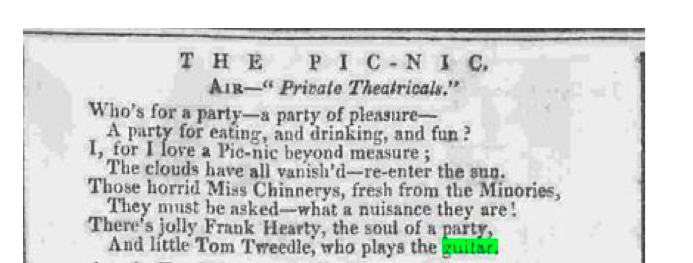 THE PIC-NIC.
AIR—“Private Theatricals.”
Who's for a party—a party of pleasure—
A party for eating, and drinking, and fun?
I, for I love a Pic-nic beyond measure;
The clouds have all vanish'd—re-enter the sun.
Those horrid Miss Chinnerys, fresh from the Minories,
They must be asked—what a nuisance they are!
There's jolly Frank Hearty, the soul of a party,
And little Tom Tweedle, who plays the guitar.